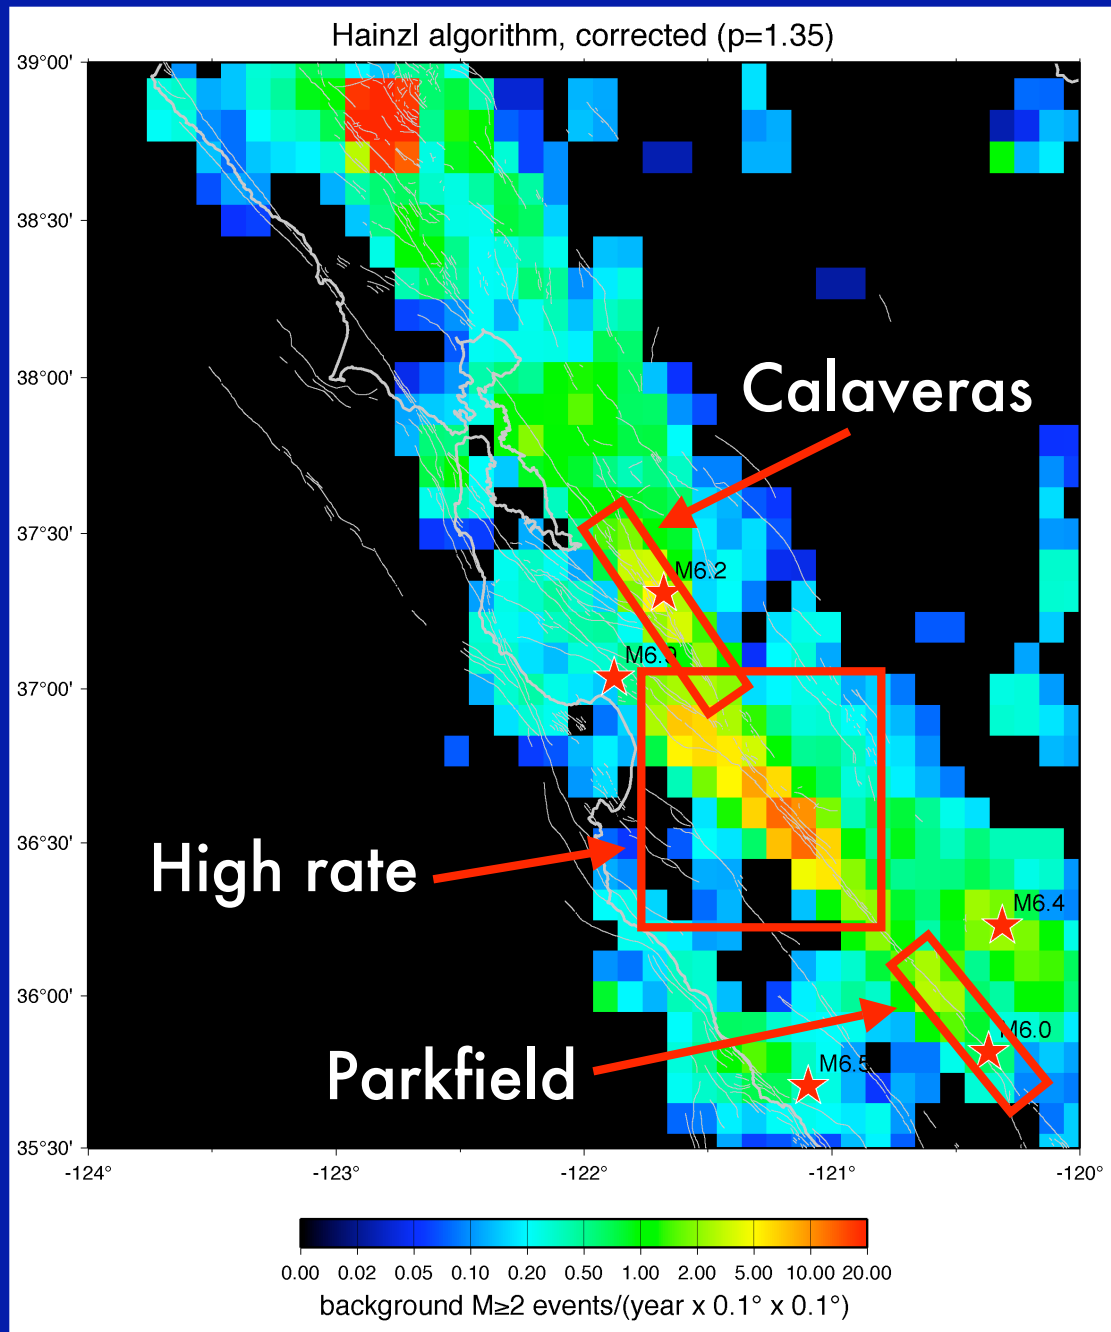 Hainzl algorithm, corrected (p=1.35)
39°00'
38°30'
38°00'
Calaveras
37°30'
M6.2
M6.9
37°00'
36°30'
High rate
M6.4
36°00'
M6.0
Parkfield
M6.5
35°30'
-124° -123° -122° -121° -120°
0.00 0.02 0.05 0.10 0.20 0.50 1.00 2.00 5.00 10.00 20.00
background M≥2 events/(year x 0.1° x 0.1°)